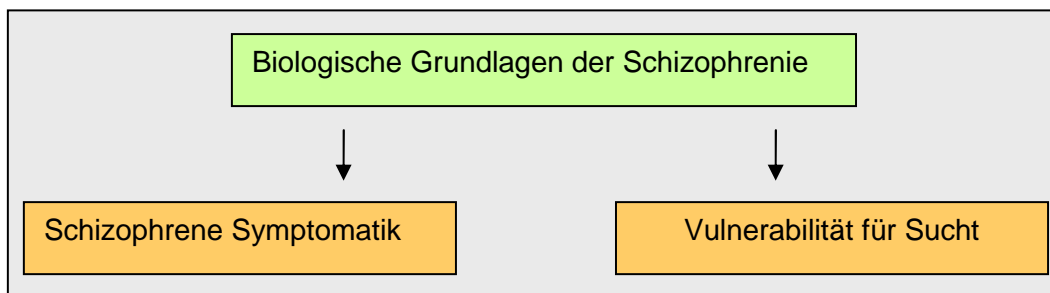 Biologische Grundlagen der Schizophrenie
Schizophrene Symptomatik
Vulnerabilität für Sucht